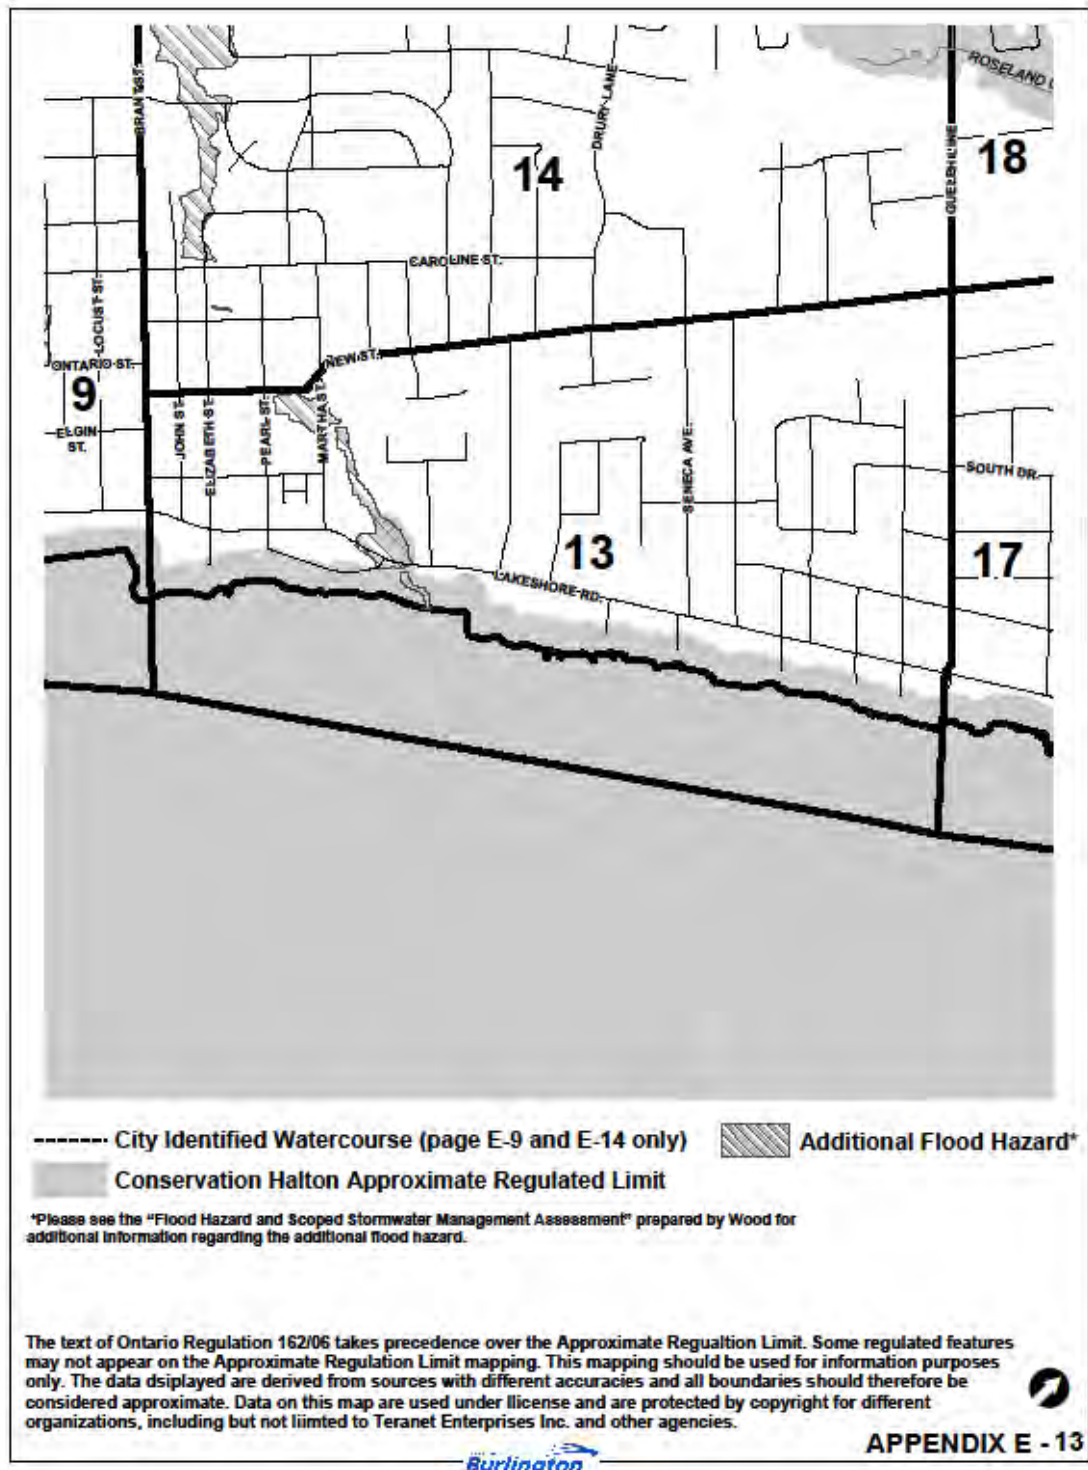 ROSELAND
BRANT ST.
DRURY LANE
GUELPH LINE
14
18
CAROLINE ST.
LOCUST ST.
ONTARIO ST.
NEW ST.
9
ELGIN
ST.
JOHN ST.
ELIZABETH ST.
PEARL ST.
MARTHA ST.
SENECA AVE.
SOUTH DR.
13
17
LAKESHORE RD.
City Identified Watercourse (page E-9 and E-14 only)
Additional Flood Hazard*
Conservation Halton Approximate Regulated Limit
*Please see the “Flood Hazard and Scoped Stormwater Management Assessment” prepared by Wood for
additional information regarding the additional flood hazard.
The text of Ontario Regulation 162/06 takes precedence over the Approximate Regualtion Limit. Some regulated features
may not appear on the Approximate Regulation Limit mapping. This mapping should be used for information purposes
only. The data dsiplayed are derived from sources with different accuracies and all boundaries should therefore be
considered approximate. Data on this map are used under llicense and are protected by copyright for different
organizations, including but not liimted to Teranet Enterprises Inc. and other agencies.
APPENDIX E - 13
Burlington